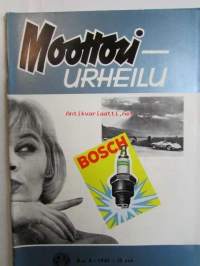 Moottori-
URHEILU
BOSCH
antikvariaatti.net